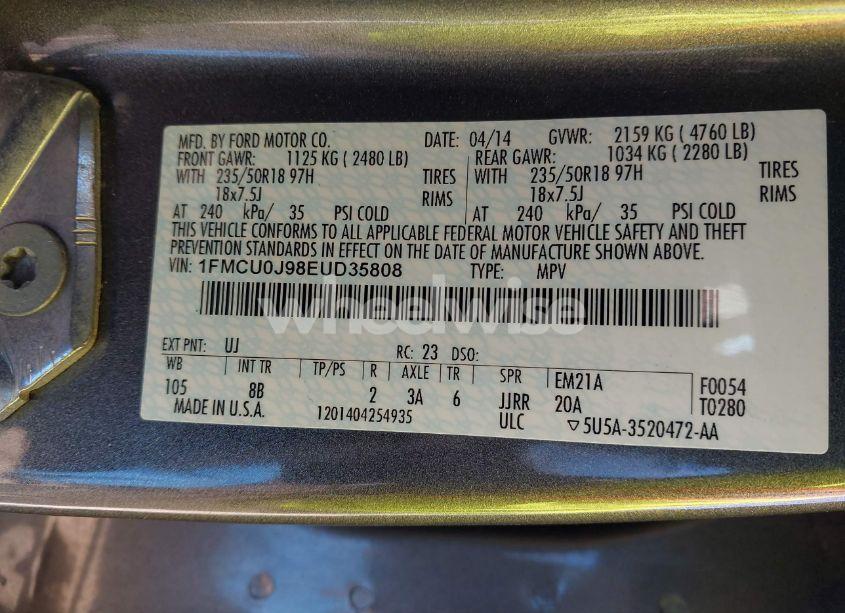 MFD. BY FORD MOTOR CO. DATE: 04/14 GVWR: 2159 KG ( 4760 LB)
FRONT GAWR: 1125 KG ( 2480 LB) REAR GAWR: 1034 KG ( 2280 LB)
WITH 235/50R18 97H TIRES WITH 235/50R18 97H TIRES
18x7.5J RIMS 18x7.5J RIMS
AT 240 kPa/ 35 PSI COLD AT 240 kPa/ 35 PSI COLD
THIS VEHICLE CONFORMS TO ALL APPLICABLE FEDERAL MOTOR VEHICLE SAFETY AND THEFT
PREVENTION STANDARDS IN EFFECT ON THE DATE OF MANUFACTURE SHOWN ABOVE.
VIN: 1FMCU0J98EUD35808 TYPE: MPV
wheelwise
EXT PNT: UJ RC: 23 DSO:
WB INT TR TP/PS R AXLE TR SPR EM21A F0054
105 8B 2 3A 6 JJRR 20A T0280
MADE IN U.S.A. 1201404254935 ULC ▽5U5A-3520472-AA